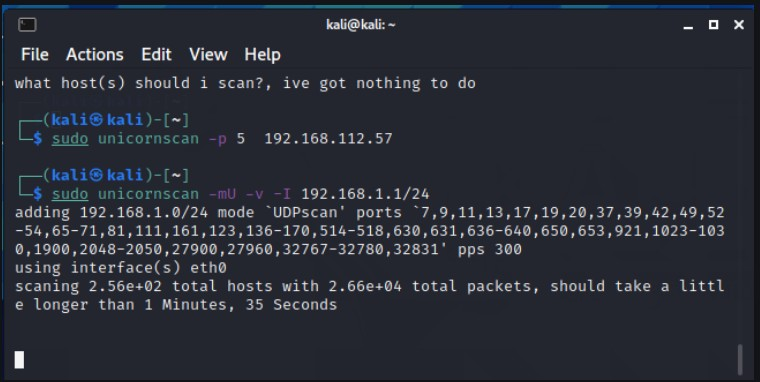 kali@kali: ~
File Actions Edit View Help
what host(s) should i scan?, ive got nothing to do
┌──(kali㉿kali)-[~]
└─$ sudo unicornscan -p 5  192.168.112.57
┌──(kali㉿kali)-[~]
└─$ sudo unicornscan -mU -v -I 192.168.1.1/24
adding 192.168.1.0/24 mode `UDPscan' ports `7,9,11,13,17,19,20,37,39,42,49,52
-54,65-71,81,111,161,123,136-170,514-518,630,631,636-640,650,653,921,1023-103
0,1900,2048-2050,27900,27960,32767-32780,32831' pps 300
using interface(s) eth0
scaning 2.56e+02 total hosts with 2.66e+04 total packets, should take a littl
e longer than 1 Minutes, 35 Seconds